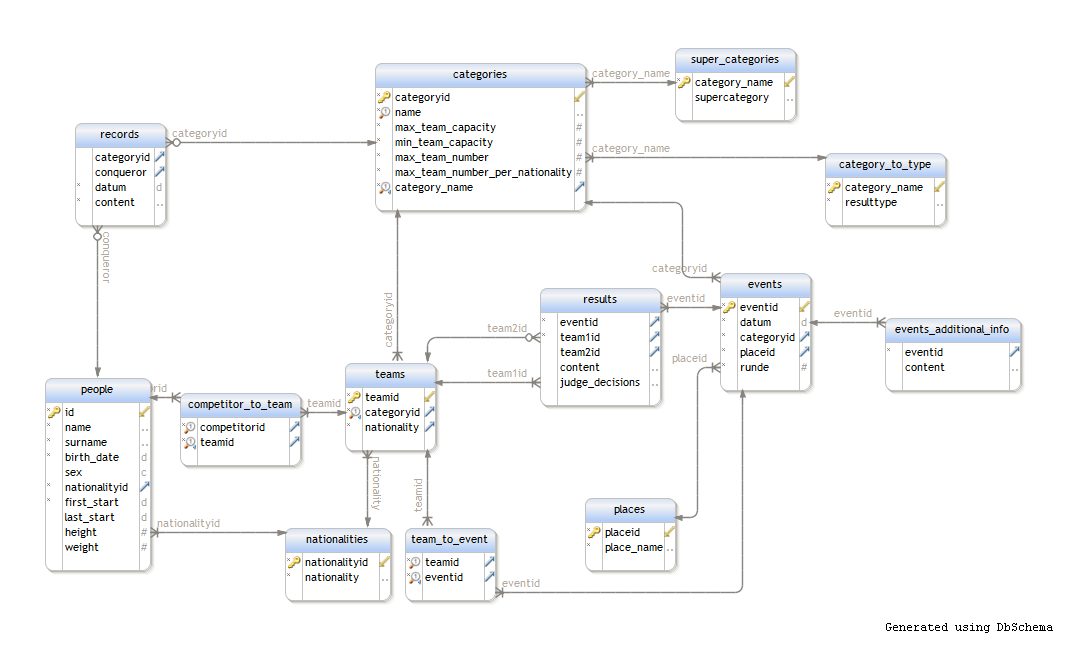 super_categories
category_name
supercategory
categories
categoryid
name
max_team_capacity
min_team_capacity
max_team_number
max_team_number_per_nationality
category_name
category_name
category_name
records
categoryid
conqueror
datum
content
categoryid
category_to_type
category_name
resulttype
conqueror
categoryid
categoryid
events
eventid
datum
categoryid
placeid
runde
results
eventid
team1id
team2id
content
judge_decisions
eventid
team2id
team1id
placeid
eventid
events_additional_info
eventid
content
teams
teamid
categoryid
nationality
people
id
name
surname
birth_date
sex
nationalityid
first_start
last_start
height
weight
rid
competitor_to_team
competitorid
teamid
teamid
nationality
teamid
nationalityid
nationalities
nationalityid
nationality
team_to_event
teamid
eventid
eventid
places
placeid
place_name
Generated using DbSchema